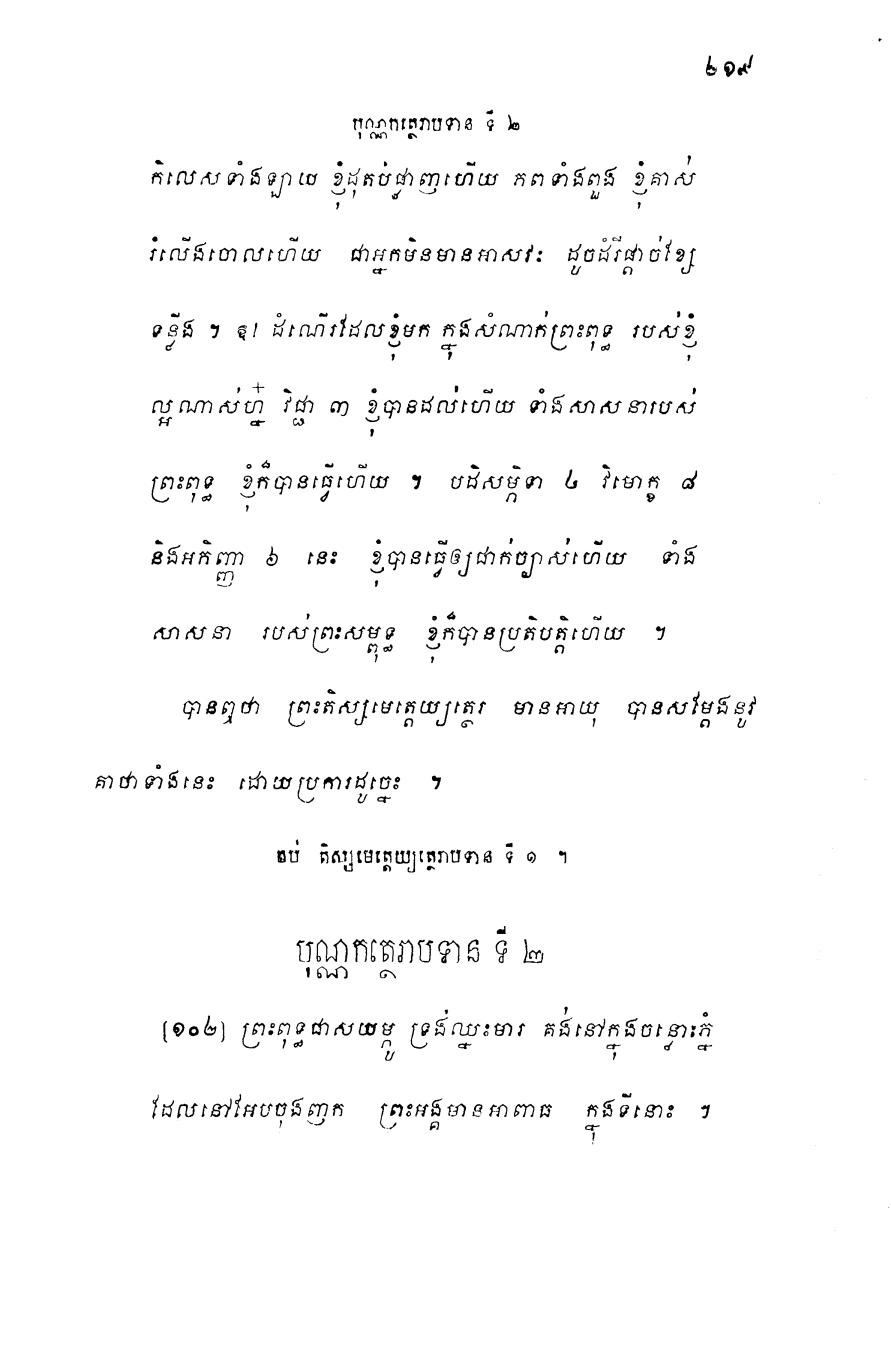 ២១៩
បុណ្ណកត្ថេរាបទាន ទី ២
កិលេសទាំងឡាយ ខ្ញុំដុតបំផ្លាញហើយ ភពទាំងពួង ខ្ញុំគាស់
រំលើងចោលហើយ ជាអ្នកមិនមានអាសវៈ ដូចដំរីផ្តាច់ខ្សែ
ទន្លឹង ។ ឱ! ដំណើរដែលខ្ញុំមក ក្នុងសំណាក់ព្រះពុទ្ធ របស់ខ្ញុំ
ល្អណាស់ហ្ន៎ វិជ្ជា ៣ ខ្ញុំបានដល់ហើយ ទាំងសាសនារបស់
ព្រះពុទ្ធ ខ្ញុំក៏បានធ្វើហើយ ។ បដិសម្ភិទា ៤ វិមោក្ខ ៨
និងអភិញ្ញា ៦ នេះ ខ្ញុំបានធ្វើឲ្យជាក់ច្បាស់ហើយ ទាំង
សាសនា របស់ព្រះសម្ពុទ្ធ ខ្ញុំក៏បានប្រតិបត្តិហើយ ។
បានឮថា ព្រះតិស្សមេត្តេយ្យត្ថេរ មានអាយុ បានសម្តែងនូវ
គាថាទាំងនេះ ដោយប្រការដូច្នេះ ។
ចប់ តិស្សមេត្តេយ្យត្ថេរាបទាន ទី ១ ។
បុណ្ណកត្ថេរាបទាន ទី ២
[១០២] ព្រះពុទ្ធជាសយម្ភូ ទ្រង់ឈ្នះមារ គង់នៅក្នុងចន្លោះភ្នំ
ដែលនៅអែបចុងញក ព្រះអង្គមានអាពាធ ក្នុងទីនោះ ។